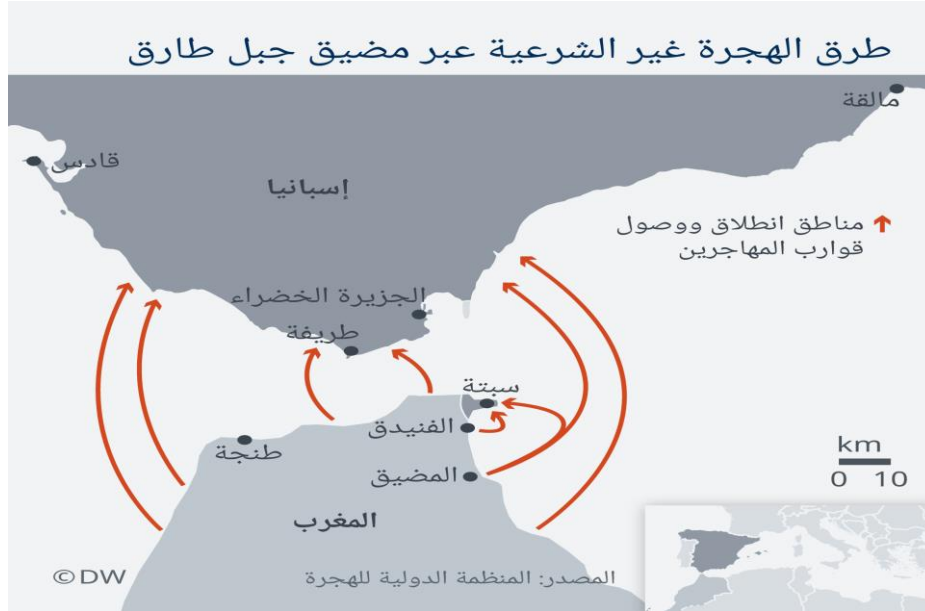 طرق الهجرة غير الشرعية عبر مضيق جبل طارق
مالقة
قادس
إسبانيا
مناطق انطلاق ووصول
قوارب المهاجرين
الجزيرة الخضراء
طريفة
سبتة
الفنيدق
طنجة
المضيق
km
0 10
المغرب
المصدر: المنظمة الدولية للهجرة
©DW